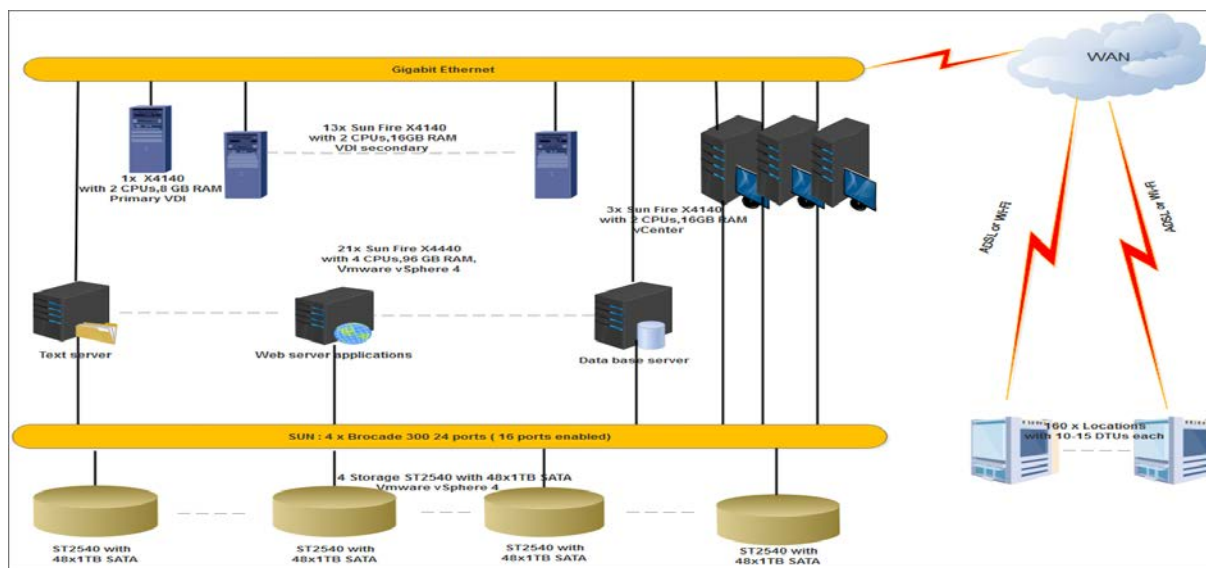 WAN
Gigabit Ethernet
13x Sun Fire X4140
with 2 CPUs,16GB RAM
VDI secondary
1x X4140
with 2 CPUs,8 GB RAM
Primary VDI
3x Sun Fire X4140
with 2 CPUs,16GB RAM
vCenter
ADSL or Wi-Fi
ADSL or Wi-Fi
21x Sun Fire X4440
with 4 CPUs,96 GB RAM,
Vmware vSphere 4
Text server
Web server applications
Data base server
160 x Locations
with 10-15 DTUs each
SUN : 4 x Brocade 300 24 ports ( 16 ports enabled)
4 Storage ST2540 with 48x1TB SATA
Vmware vSphere 4
ST2540 with
48x1TB SATA
ST2540 with
48x1TB SATA
ST2540 with
48x1TB SATA
ST2540 with
48x1TB SATA